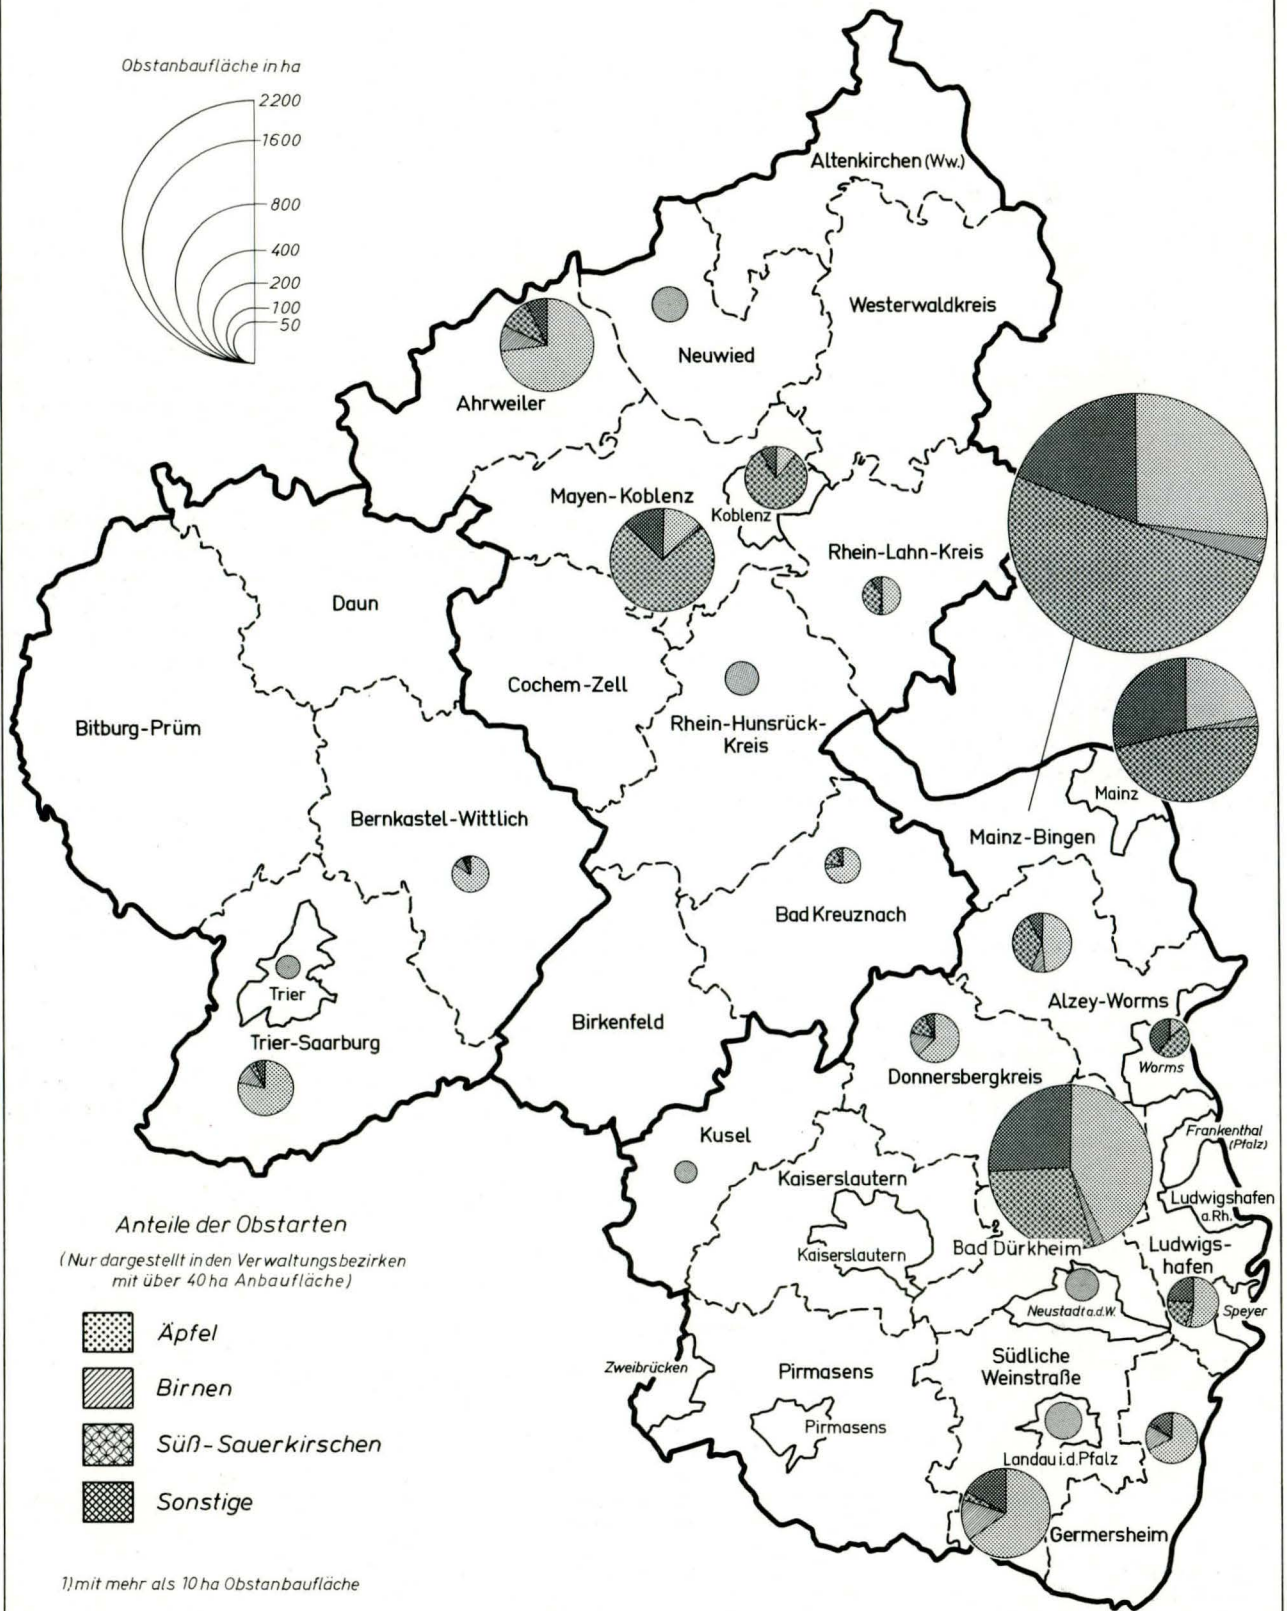 Obstanbaufläche in ha
2200
1600
800
400
200
100
50
Altenkirchen (Ww.)
Westerwaldkreis
Neuwied
Ahrweiler
Mayen-Koblenz
Koblenz
Rhein-Lahn-Kreis
Daun
Cochem-Zell
Bitburg-Prüm
Rhein-Hunsrück-
Kreis
Mainz
Bernkastel-Wittlich
Mainz-Bingen
Bad Kreuznach
Trier
Alzey-Worms
Birkenfeld
Trier-Saarburg
Worms
Donnersbergkreis
Kusel
Frankenthal
(Pfalz)
Kaiserslautern
Ludwigshafen
a.Rh.
Kaiserslautern
Bad Dürkheim
Ludwigs-
hafen
Neustadt a.d.W.
Speyer
Zweibrücken
Pirmasens
Südliche
Weinstraße
Pirmasens
Landau i.d.Pfalz
Germersheim
Anteile der Obstarten
(Nur dargestellt in den Verwaltungsbezirken
mit über 40 ha Anbaufläche)
Äpfel
Birnen
Süß-Sauerkirschen
Sonstige
1) mit mehr als 10 ha Obstanbaufläche